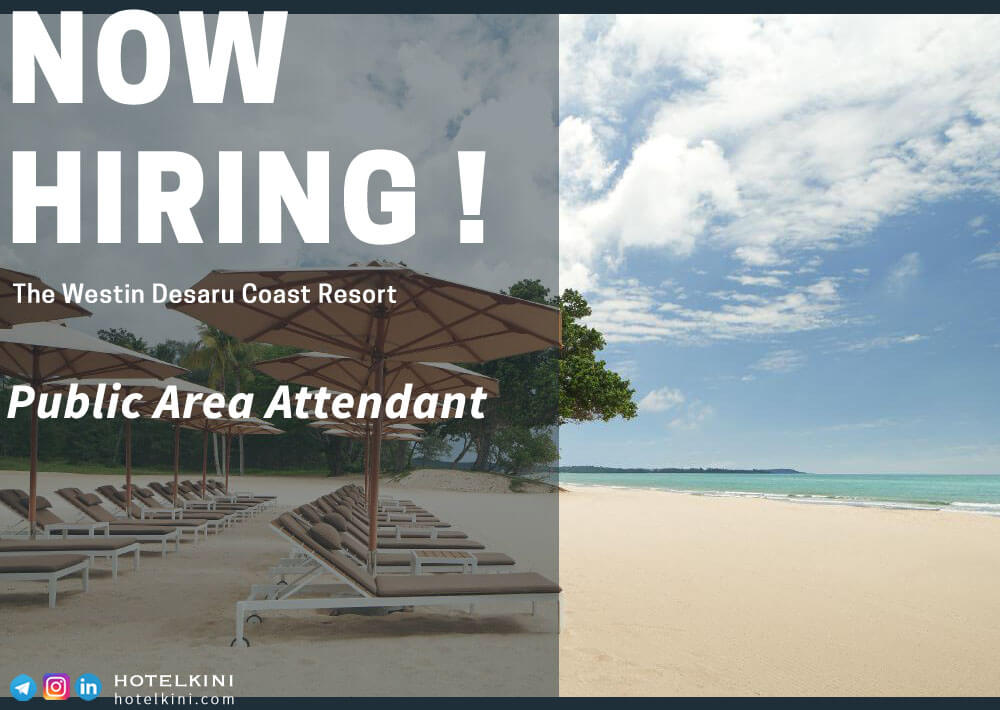 NOW
HIRING !
The Westin Desaru Coast Resort
Public Area Attendant
HOTELKINI
hotelkini.com